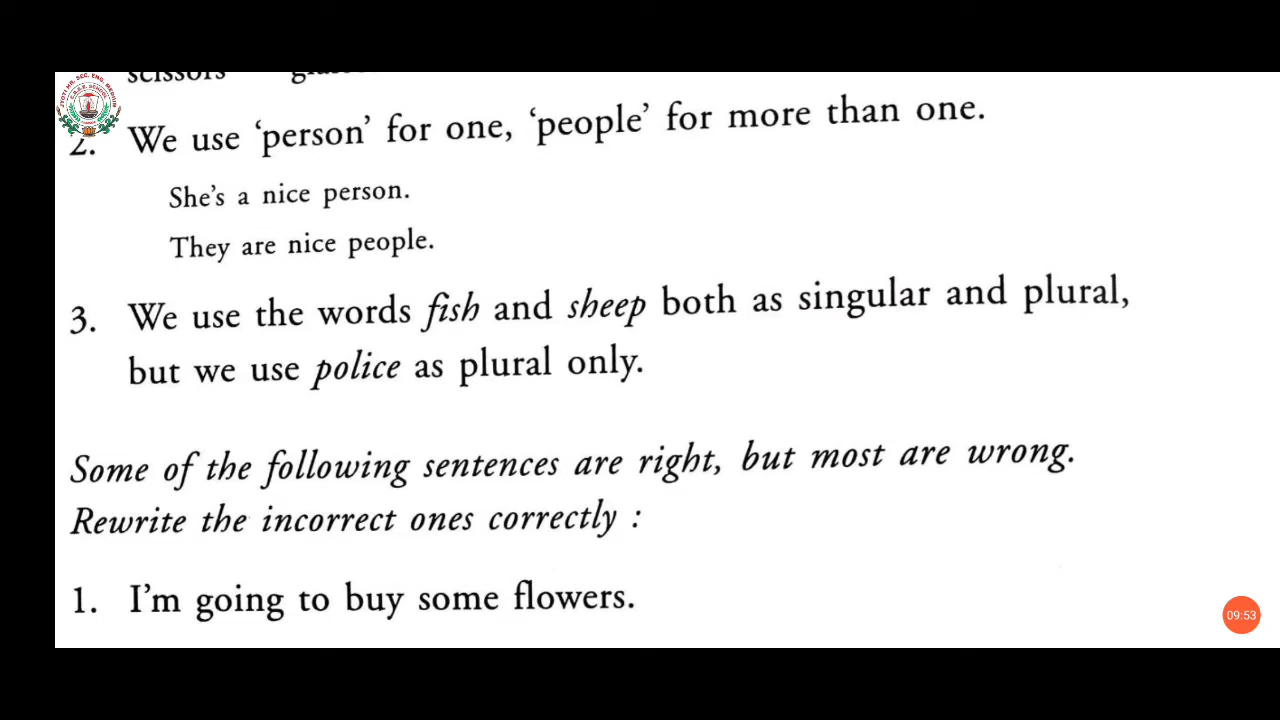 scissors
2. We use ‘person’ for one, ‘people’ for more than one.
She’s a nice person.
They are nice people.
3. We use the words fish and sheep both as singular and plural,
but we use police as plural only.
Some of the following sentences are right, but most are wrong.
Rewrite the incorrect ones correctly :
1. I’m going to buy some flowers.
09:53